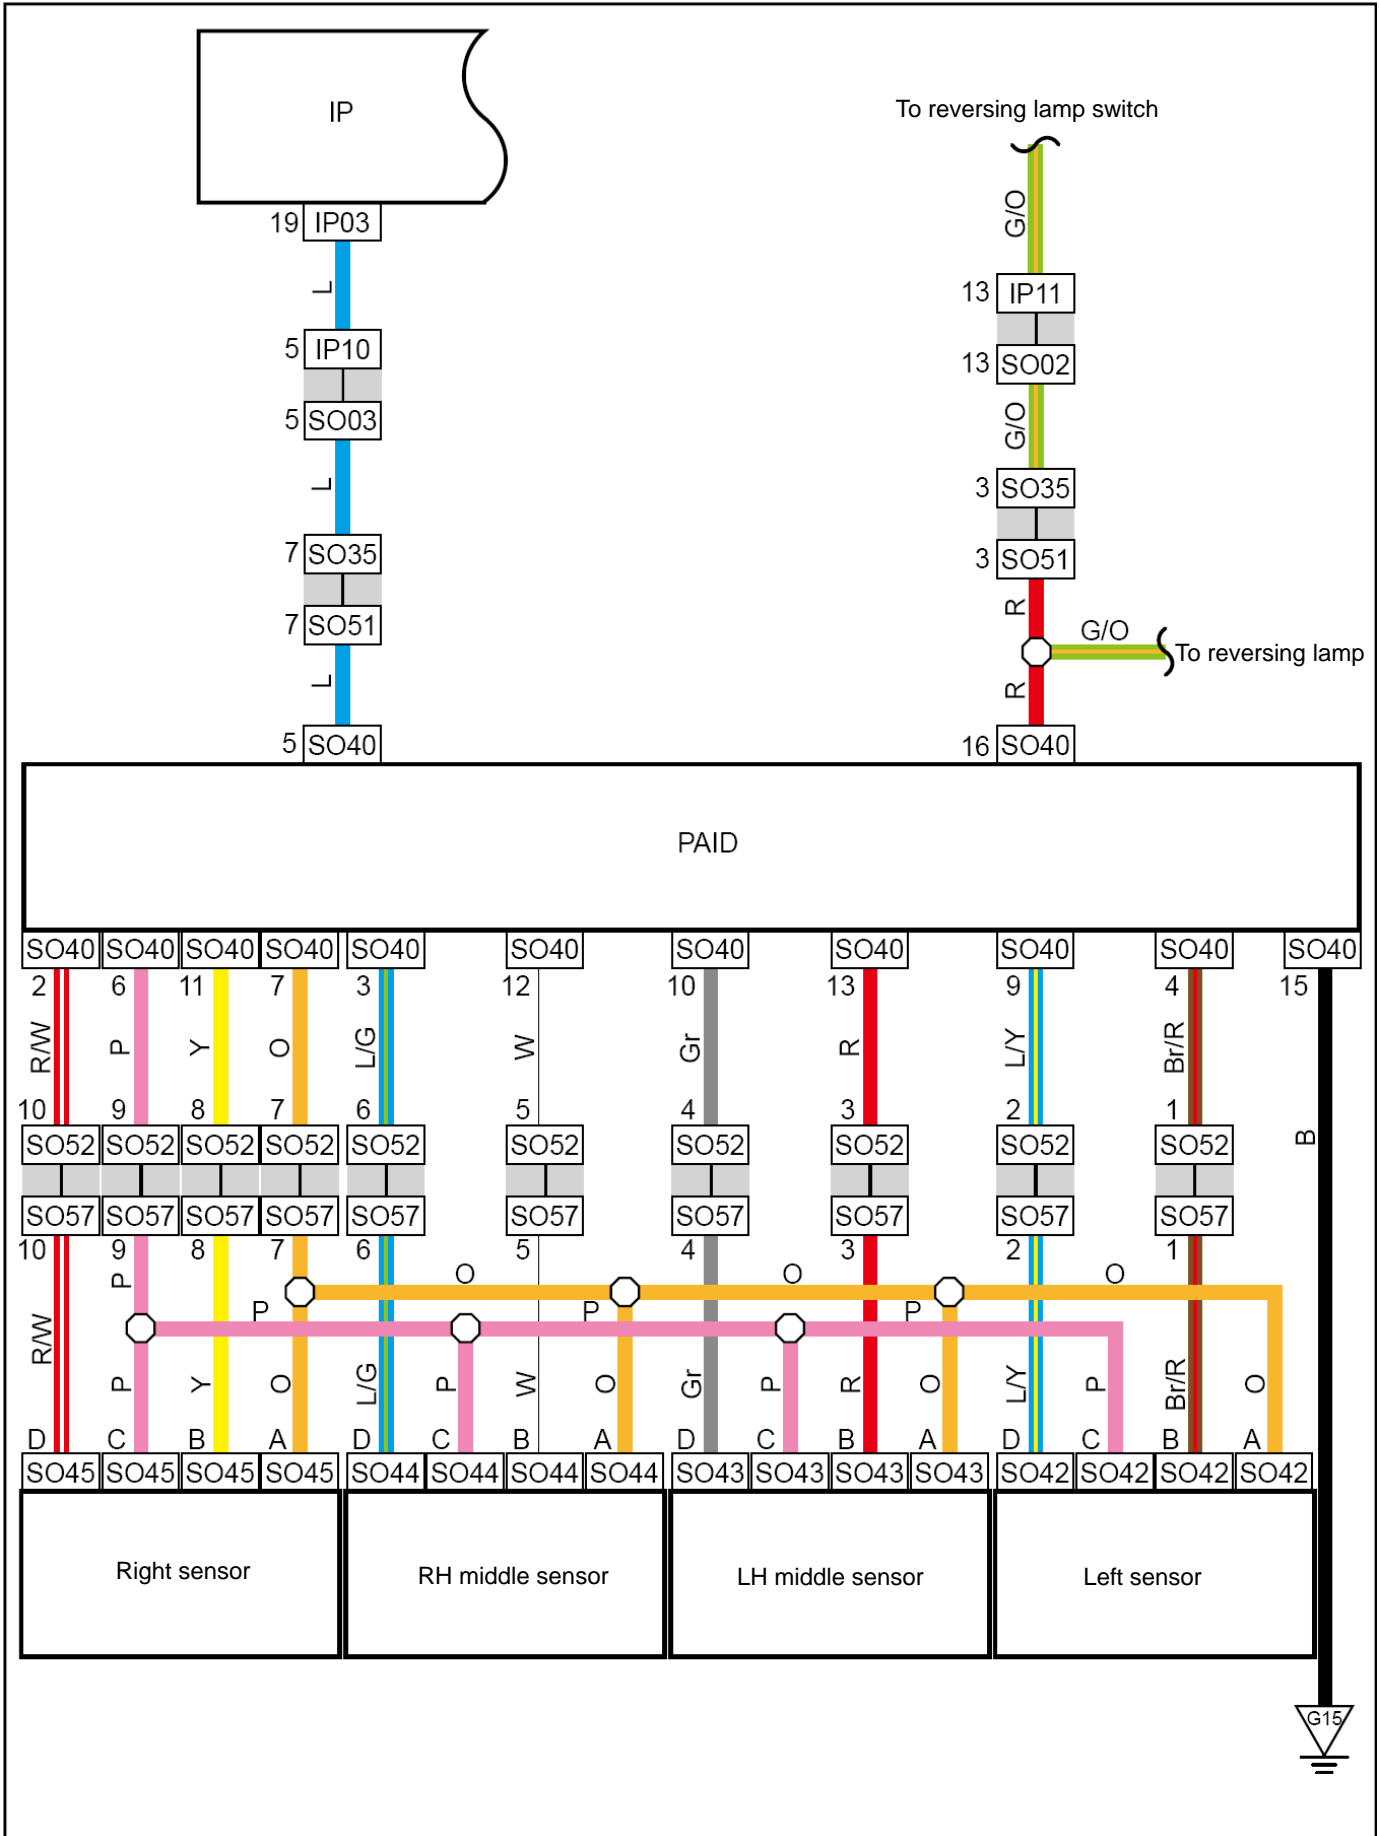 IP
To reversing lamp switch
19 IP03
G/O
L
13 IP11
5 IP10
13 SO02
5 SO03
G/O
L
3 SO35
7 SO35
3 SO51
7 SO51
R
G/O
To reversing lamp
L
R
5 SO40
16 SO40
PAID
SO40 SO40 SO40 SO40 SO40 SO40 SO40 SO40 SO40 SO40 SO40
2 6 11 7 3 12 10 13 9 4 15
R/W P Y O L/G W Gr R L/Y Br/R
10 9 8 7 6 5 4 3 2 1
SO52 SO52 SO52 SO52 SO52 SO52 SO52 SO52 SO52 SO52
B
SO57 SO57 SO57 SO57 SO57 SO57 SO57 SO57 SO57 SO57
10 9 8 7 6 5 4 3 2 1
P O O O
P P P
R/W
P Y O L/G P W O Gr P R O L/Y P Br/R O
D C B A D C B A D C B A D C B A
SO45 SO45 SO45 SO45 SO44 SO44 SO44 SO44 SO43 SO43 SO43 SO43 SO42 SO42 SO42 SO42
Right sensor
RH middle sensor
LH middle sensor
Left sensor
G15